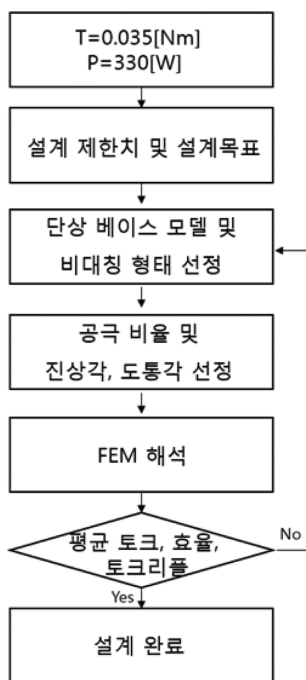 T=0.035[Nm]
P=330[W]
설계 제한치 및 설계목표
단상 베이스 모델 및
비대칭 형태 선정
공극 비율 및
진상각, 도통각 선정
FEM 해석
평균 토크, 효율,
토크리플
No
Yes
설계 완료